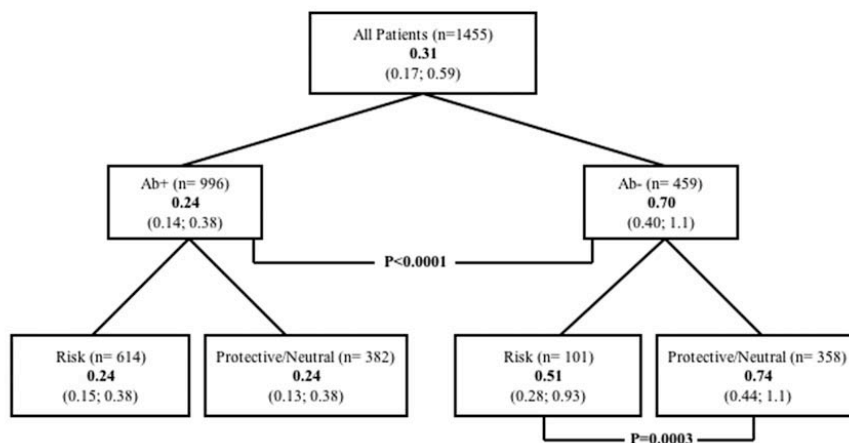 All Patients (n=1455)
0.31
(0.17; 0.59)
Ab+ (n= 996)
0.24
(0.14; 0.38)
Ab- (n= 459)
0.70
(0.40; 1.1)
P<0.0001
Risk (n= 614)
0.24
(0.15; 0.38)
Protective/Neutral (n= 382)
0.24
(0.13; 0.38)
Risk (n= 101)
0.51
(0.28; 0.93)
Protective/Neutral (n= 358)
0.74
(0.44; 1.1)
P=0.0003